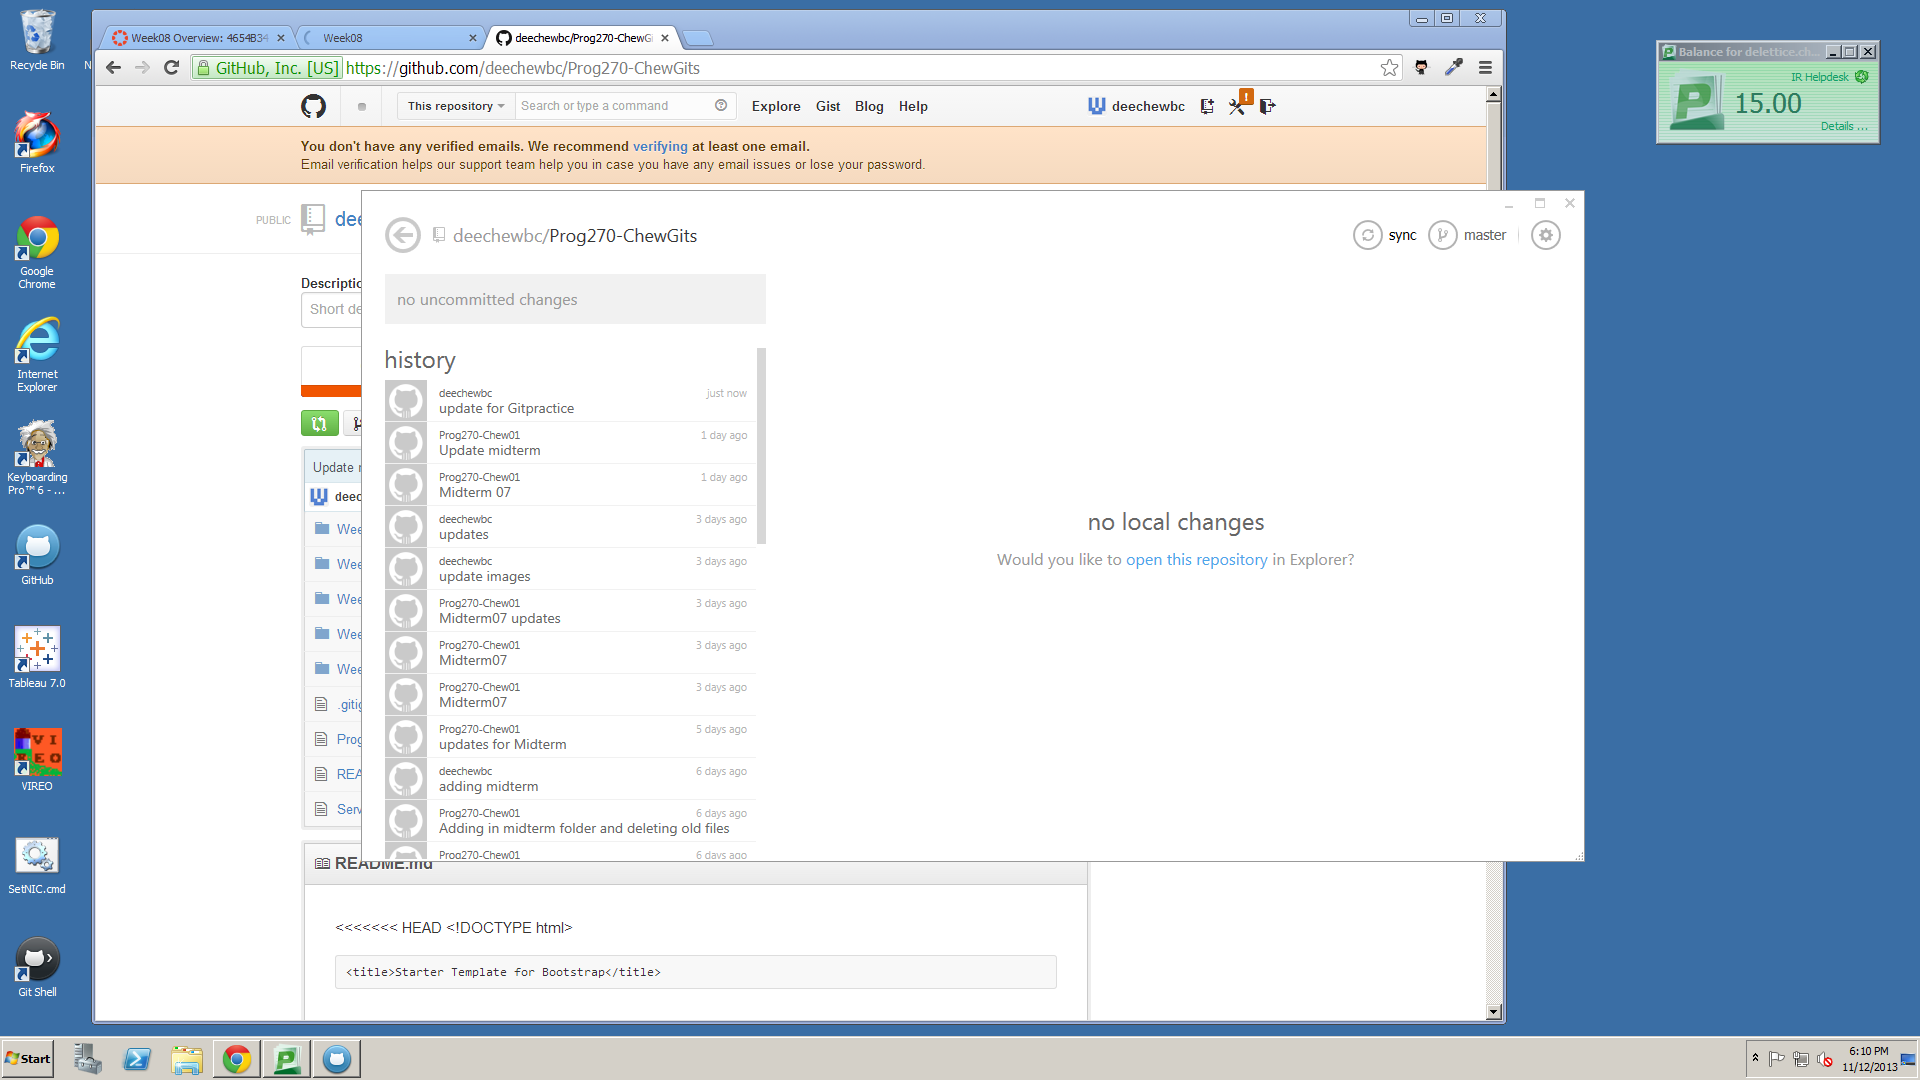 Recycle Bin
N
Firefox
Google
Chrome
Internet
Explorer
Keyboarding
Pro™ 6 - ...
GitHub
Tableau 7.0
VIREO
SetNIC.cmd
Git Shell
Week08 Overview: 4654B34
Week08
deechewbc/Prog270-ChewGi
GitHub, Inc. [US] https://github.com/deechewbc/Prog270-ChewGits
This repository
Search or type a command
Explore Gist Blog Help
deechewbc
You don't have any verified emails. We recommend verifying at least one email.
Email verification helps our support team help you in case you have any email issues or lose your password.
PUBLIC dee
Descriptio
Short de
Update
deec
Wee
Wee
Wee
Wee
Wee
.gitig
Prog
REA
Serv
README.md
<<<<<<< HEAD <!DOCTYPE html>
<title>Starter Template for Bootstrap</title>
deechewbc/Prog270-ChewGits
sync master
no uncommitted changes
history
deechewbc just now
update for Gitpractice
Prog270-Chew01 1 day ago
Update midterm
Prog270-Chew01 1 day ago
Midterm 07
deechewbc 3 days ago
updates
deechewbc 3 days ago
update images
Prog270-Chew01 3 days ago
Midterm07 updates
Prog270-Chew01 3 days ago
Midterm07
Prog270-Chew01 3 days ago
Midterm07
Prog270-Chew01 5 days ago
updates for Midterm
deechewbc 6 days ago
adding midterm
Prog270-Chew01 6 days ago
Adding in midterm folder and deleting old files
Prog270-Chew01 6 days ago
no local changes
Would you like to open this repository in Explorer?
Balance for delettice.ch...
IR Helpdesk
15.00
Details ...
Start
6:10 PM
11/12/2013